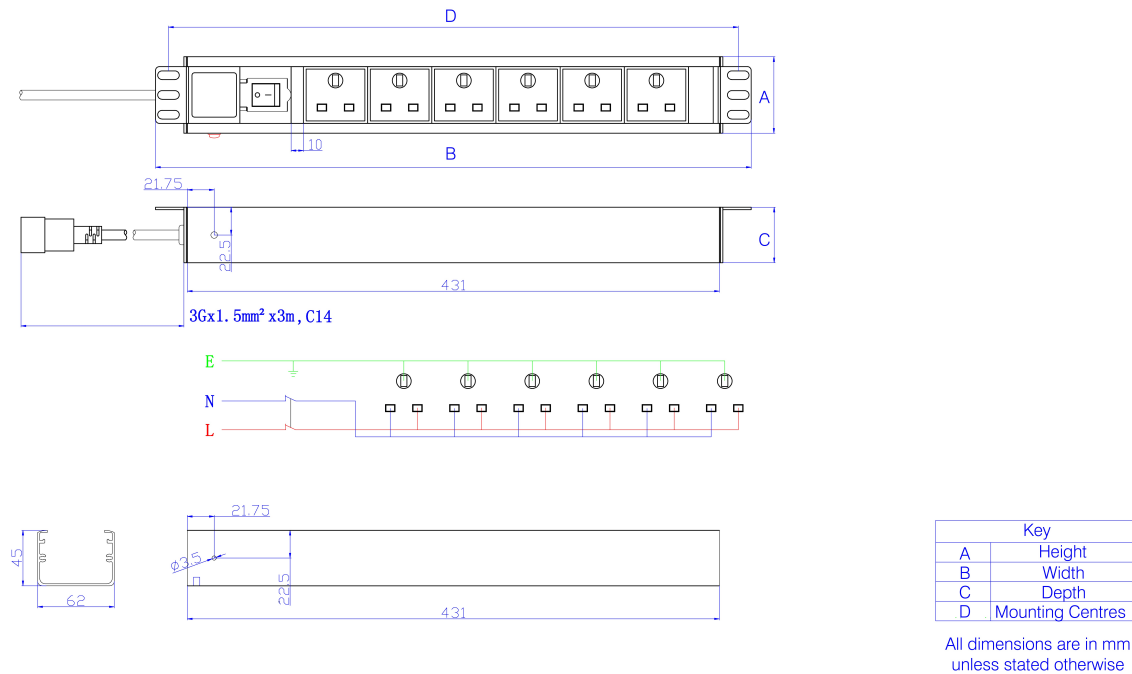 D
A
10
B
21.75
22.5
C
431
3Gx1.5mm² x3m, C14
E
N
L
21.75
45
ø3.5
22.5
62
431
Key
A Height
B Width
C Depth
D Mounting Centres
All dimensions are in mm
unless stated otherwise